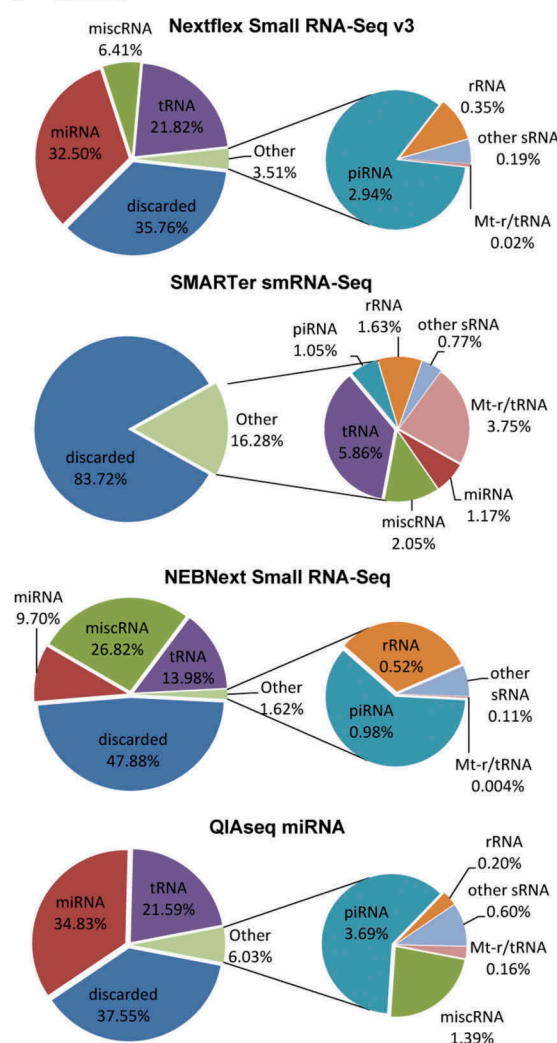 Nextflex Small RNA-Seq v3
miscRNA
6.41%
tRNA
21.82%
miRNA
32.50%
Other
3.51%
discarded
35.76%
rRNA
0.35%
other sRNA
0.19%
piRNA
2.94%
Mt-r/tRNA
0.02%
SMARTer smRNA-Seq
discarded
83.72%
Other
16.28%
piRNA
1.05%
rRNA
1.63%
other sRNA
0.77%
Mt-r/tRNA
3.75%
tRNA
5.86%
miRNA
1.17%
miscRNA
2.05%
NEBNext Small RNA-Seq
miRNA
9.70%
miscRNA
26.82%
tRNA
13.98%
Other
1.62%
discarded
47.88%
rRNA
0.52%
other
sRNA
0.11%
piRNA
0.98%
Mt-r/tRNA
0.004%
QIAseq miRNA
miRNA
34.83%
tRNA
21.59%
Other
6.03%
discarded
37.55%
rRNA
0.20%
other sRNA
0.60%
piRNA
3.69%
Mt-r/tRNA
0.16%
miscRNA
1.39%